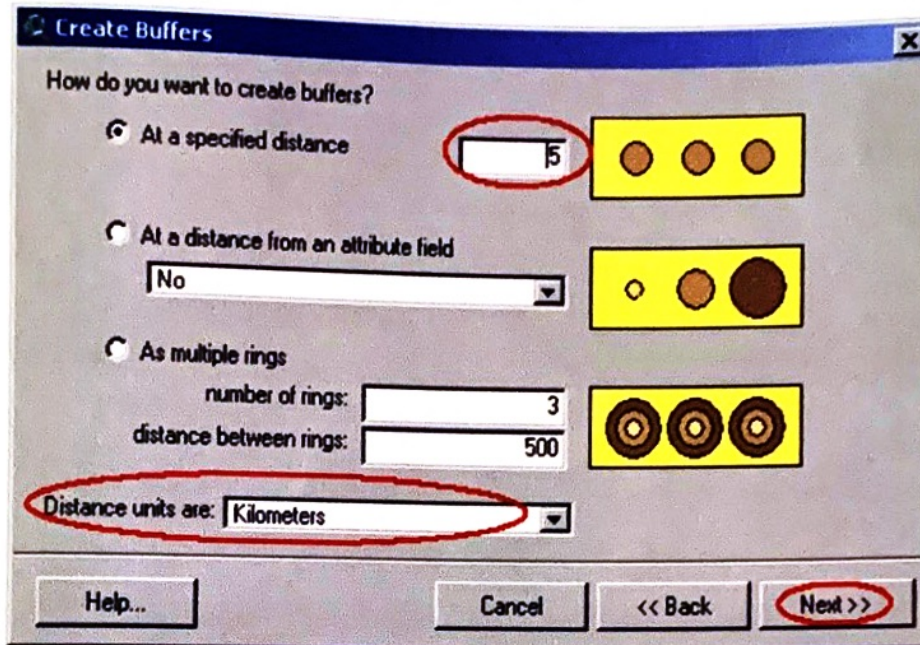 Create Buffers
How do you want to create buffers?
At a specified distance
5
At a distance from an attribute field
No
As multiple rings
number of rings: 3
distance between rings: 500
Distance units are: Kilometers
Help... Cancel << Back Next >>